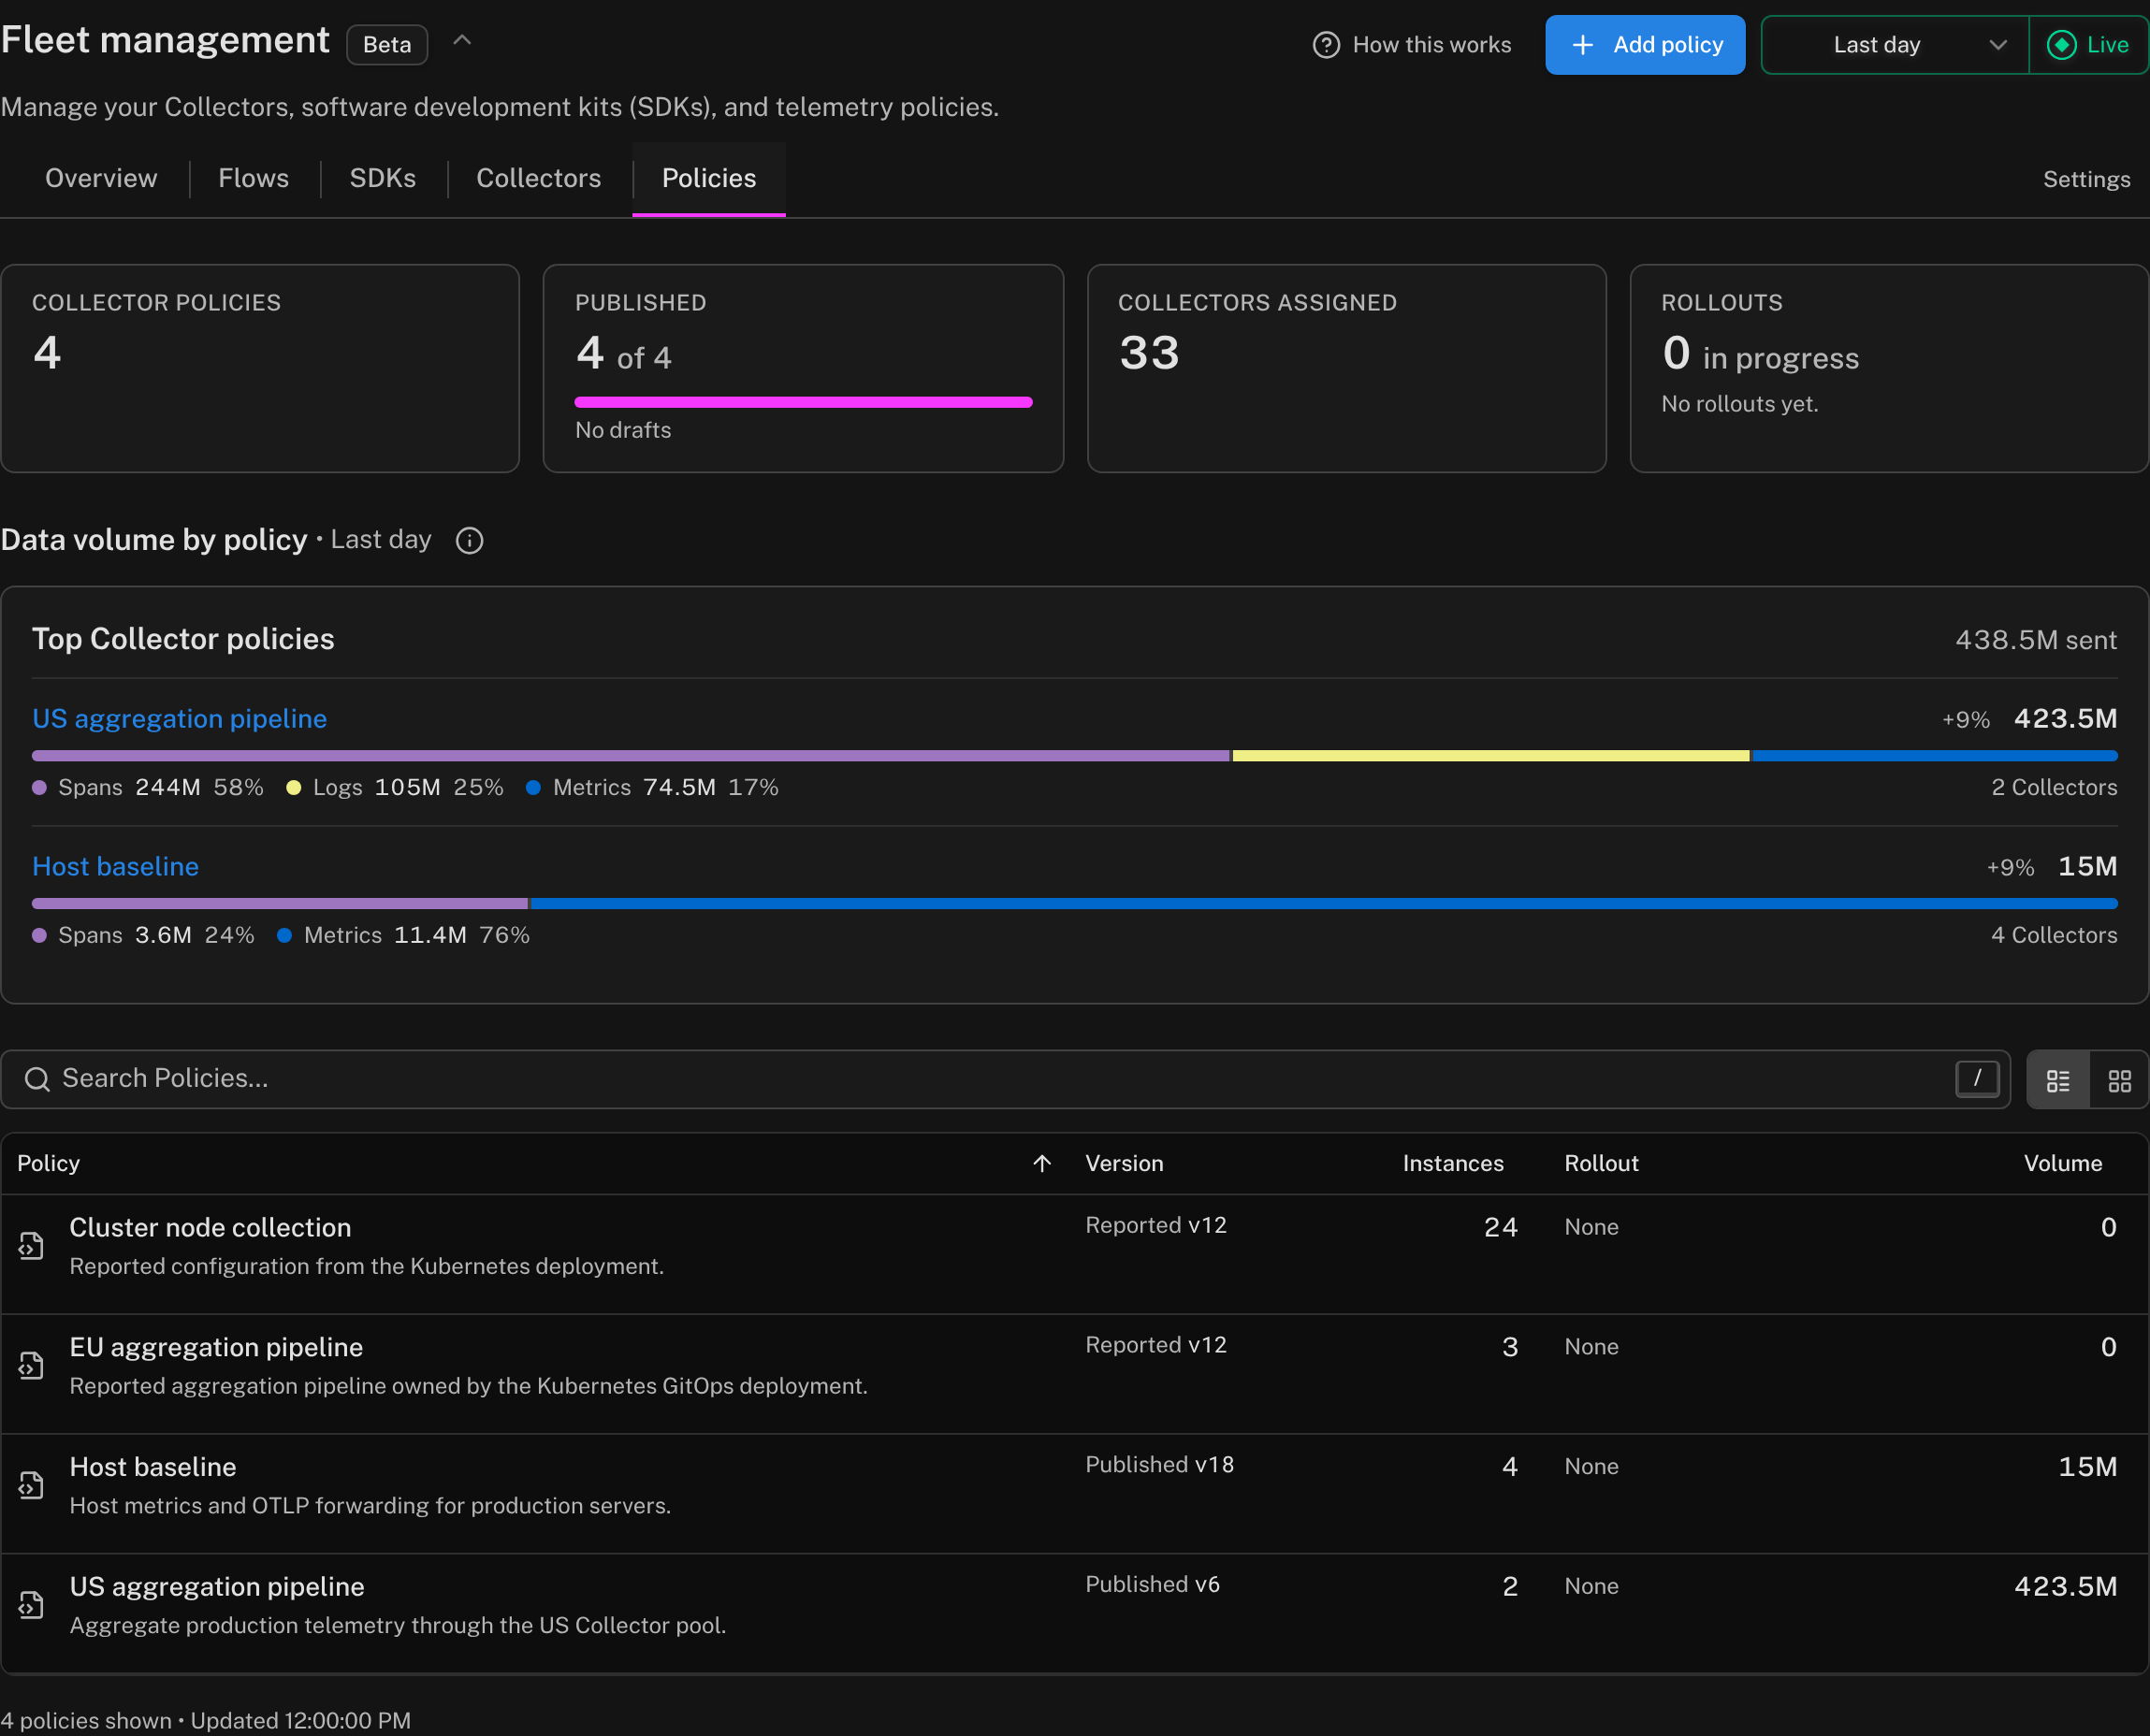 Fleet management Beta
How this works
+ Add policy
Last day
Live
Manage your Collectors, software development kits (SDKs), and telemetry policies.
Overview
Flows
SDKs
Collectors
Policies
Settings
COLLECTOR POLICIES
4
PUBLISHED
4 of 4
No drafts
COLLECTORS ASSIGNED
33
ROLLOUTS
0 in progress
No rollouts yet.
Data volume by policy • Last day
Top Collector policies
438.5M sent
US aggregation pipeline
+9% 423.5M
Spans 244M 58% Logs 105M 25% Metrics 74.5M 17%
2 Collectors
Host baseline
+9% 15M
Spans 3.6M 24% Metrics 11.4M 76%
4 Collectors
Search Policies...
/
Policy Version Instances Rollout Volume
Cluster node collection Reported v12 24 None 0
Reported configuration from the Kubernetes deployment.
EU aggregation pipeline Reported v12 3 None 0
Reported aggregation pipeline owned by the Kubernetes GitOps deployment.
Host baseline Published v18 4 None 15M
Host metrics and OTLP forwarding for production servers.
US aggregation pipeline Published v6 2 None 423.5M
Aggregate production telemetry through the US Collector pool.
4 policies shown • Updated 12:00:00 PM